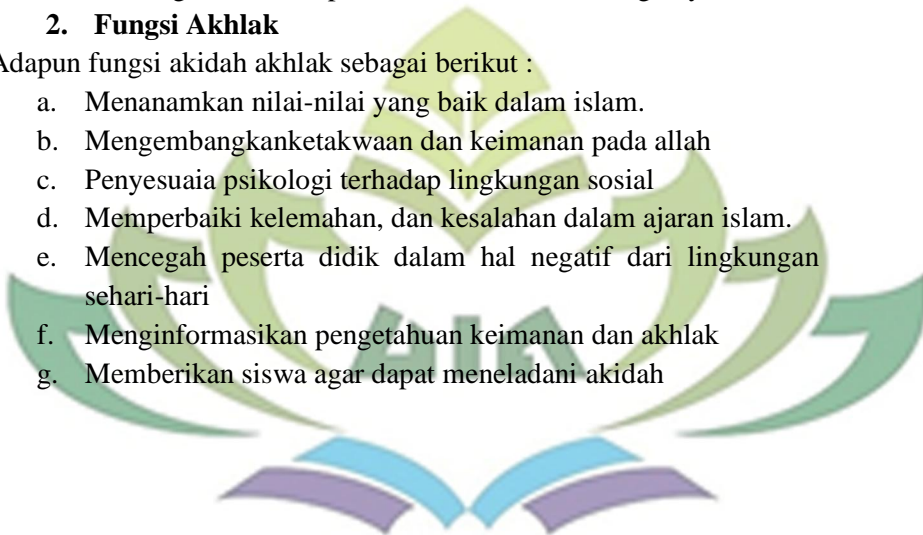 2. Fungsi Akhlak
Adapun fungsi akidah akhlak sebagai berikut :
a. Menanamkan nilai-nilai yang baik dalam islam.
b. Mengembangkanketakwaan dan keimanan pada allah
c. Penyesuaia psikologi terhadap lingkungan sosial
d. Memperbaiki kelemahan, dan kesalahan dalam ajaran islam.
e. Mencegah peserta didik dalam hal negatif dari lingkungan
sehari-hari
f. Menginformasikan pengetahuan keimanan dan akhlak
g. Memberikan siswa agar dapat meneladani akidah